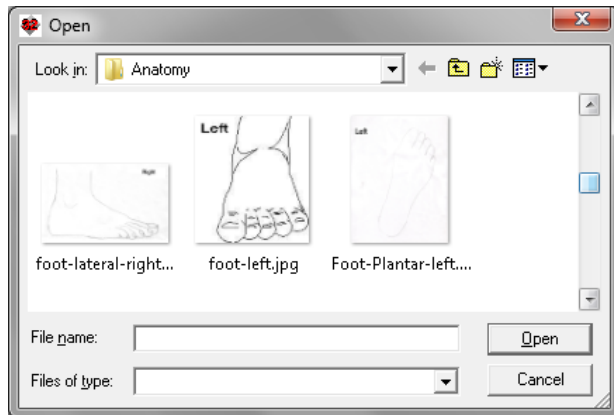 Open
Look in: Anatomy
Right
Left
Left
foot-lateral-right...
foot-left.jpg
Foot-Plantar-left....
File name:
Open
Files of type:
Cancel